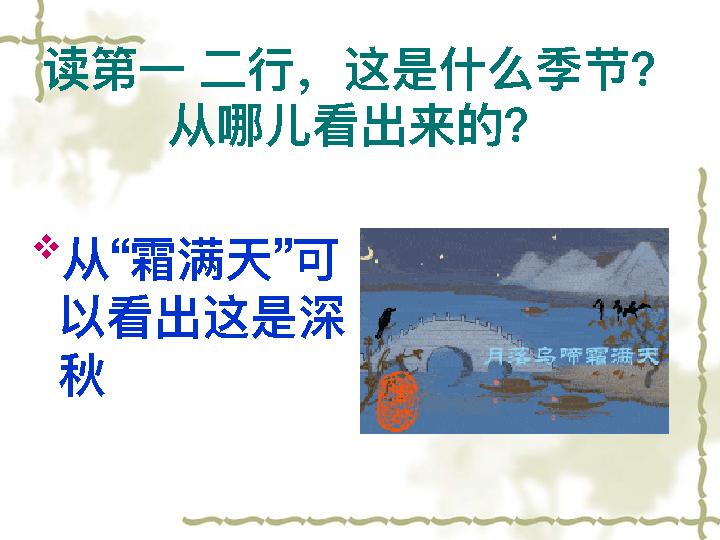 读第一 二行，这是什么季节?
从哪儿看出来的?
从“霜满天”可
以看出这是深
秋
月落乌啼霜满天